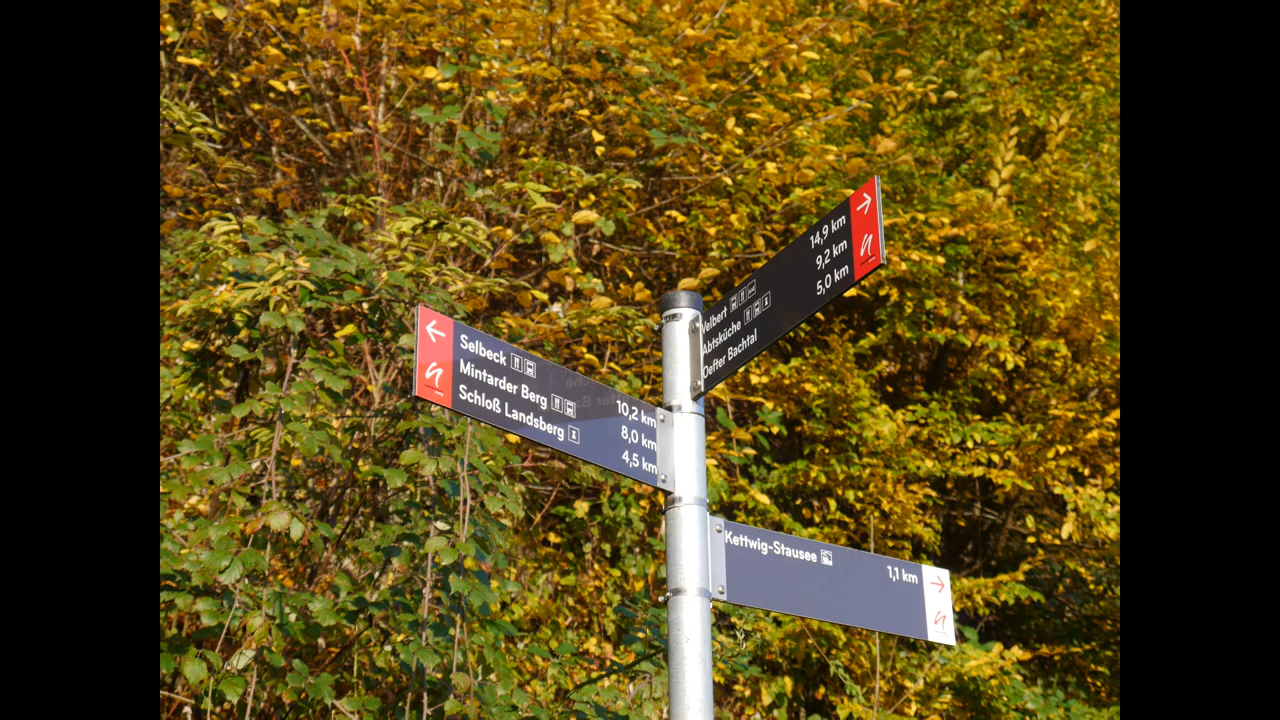 Velbert 14,9 km
Abtsküche 9,2 km
Oefter Bachtal 5,0 km
Selbeck 10,2 km
Mintarder Berg 8,0 km
Schloß Landsberg 4,5 km
Kettwig-Stausee 1,1 km